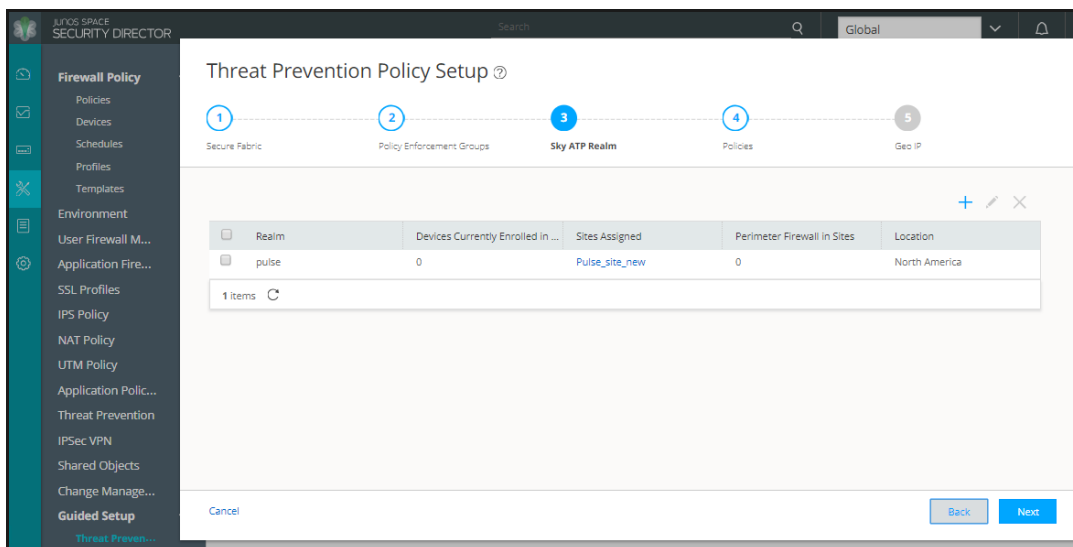 JUNOS SPACE
SECURITY DIRECTOR
Search
Global
Firewall Policy
Policies
Devices
Schedules
Profiles
Templates
Environment
User Firewall M...
Application Fire...
SSL Profiles
IPS Policy
NAT Policy
UTM Policy
Application Polic...
Threat Prevention
IPSec VPN
Shared Objects
Change Manage...
Guided Setup
Threat Preven...
Threat Prevention Policy Setup ?
1 2 3 4 5
Secure Fabric Policy Enforcement Groups Sky ATP Realm Policies Geo IP
Realm Devices Currently Enrolled in ... Sites Assigned Perimeter Firewall in Sites Location
pulse 0 Pulse_site_new 0 North America
1 items
Cancel Back Next